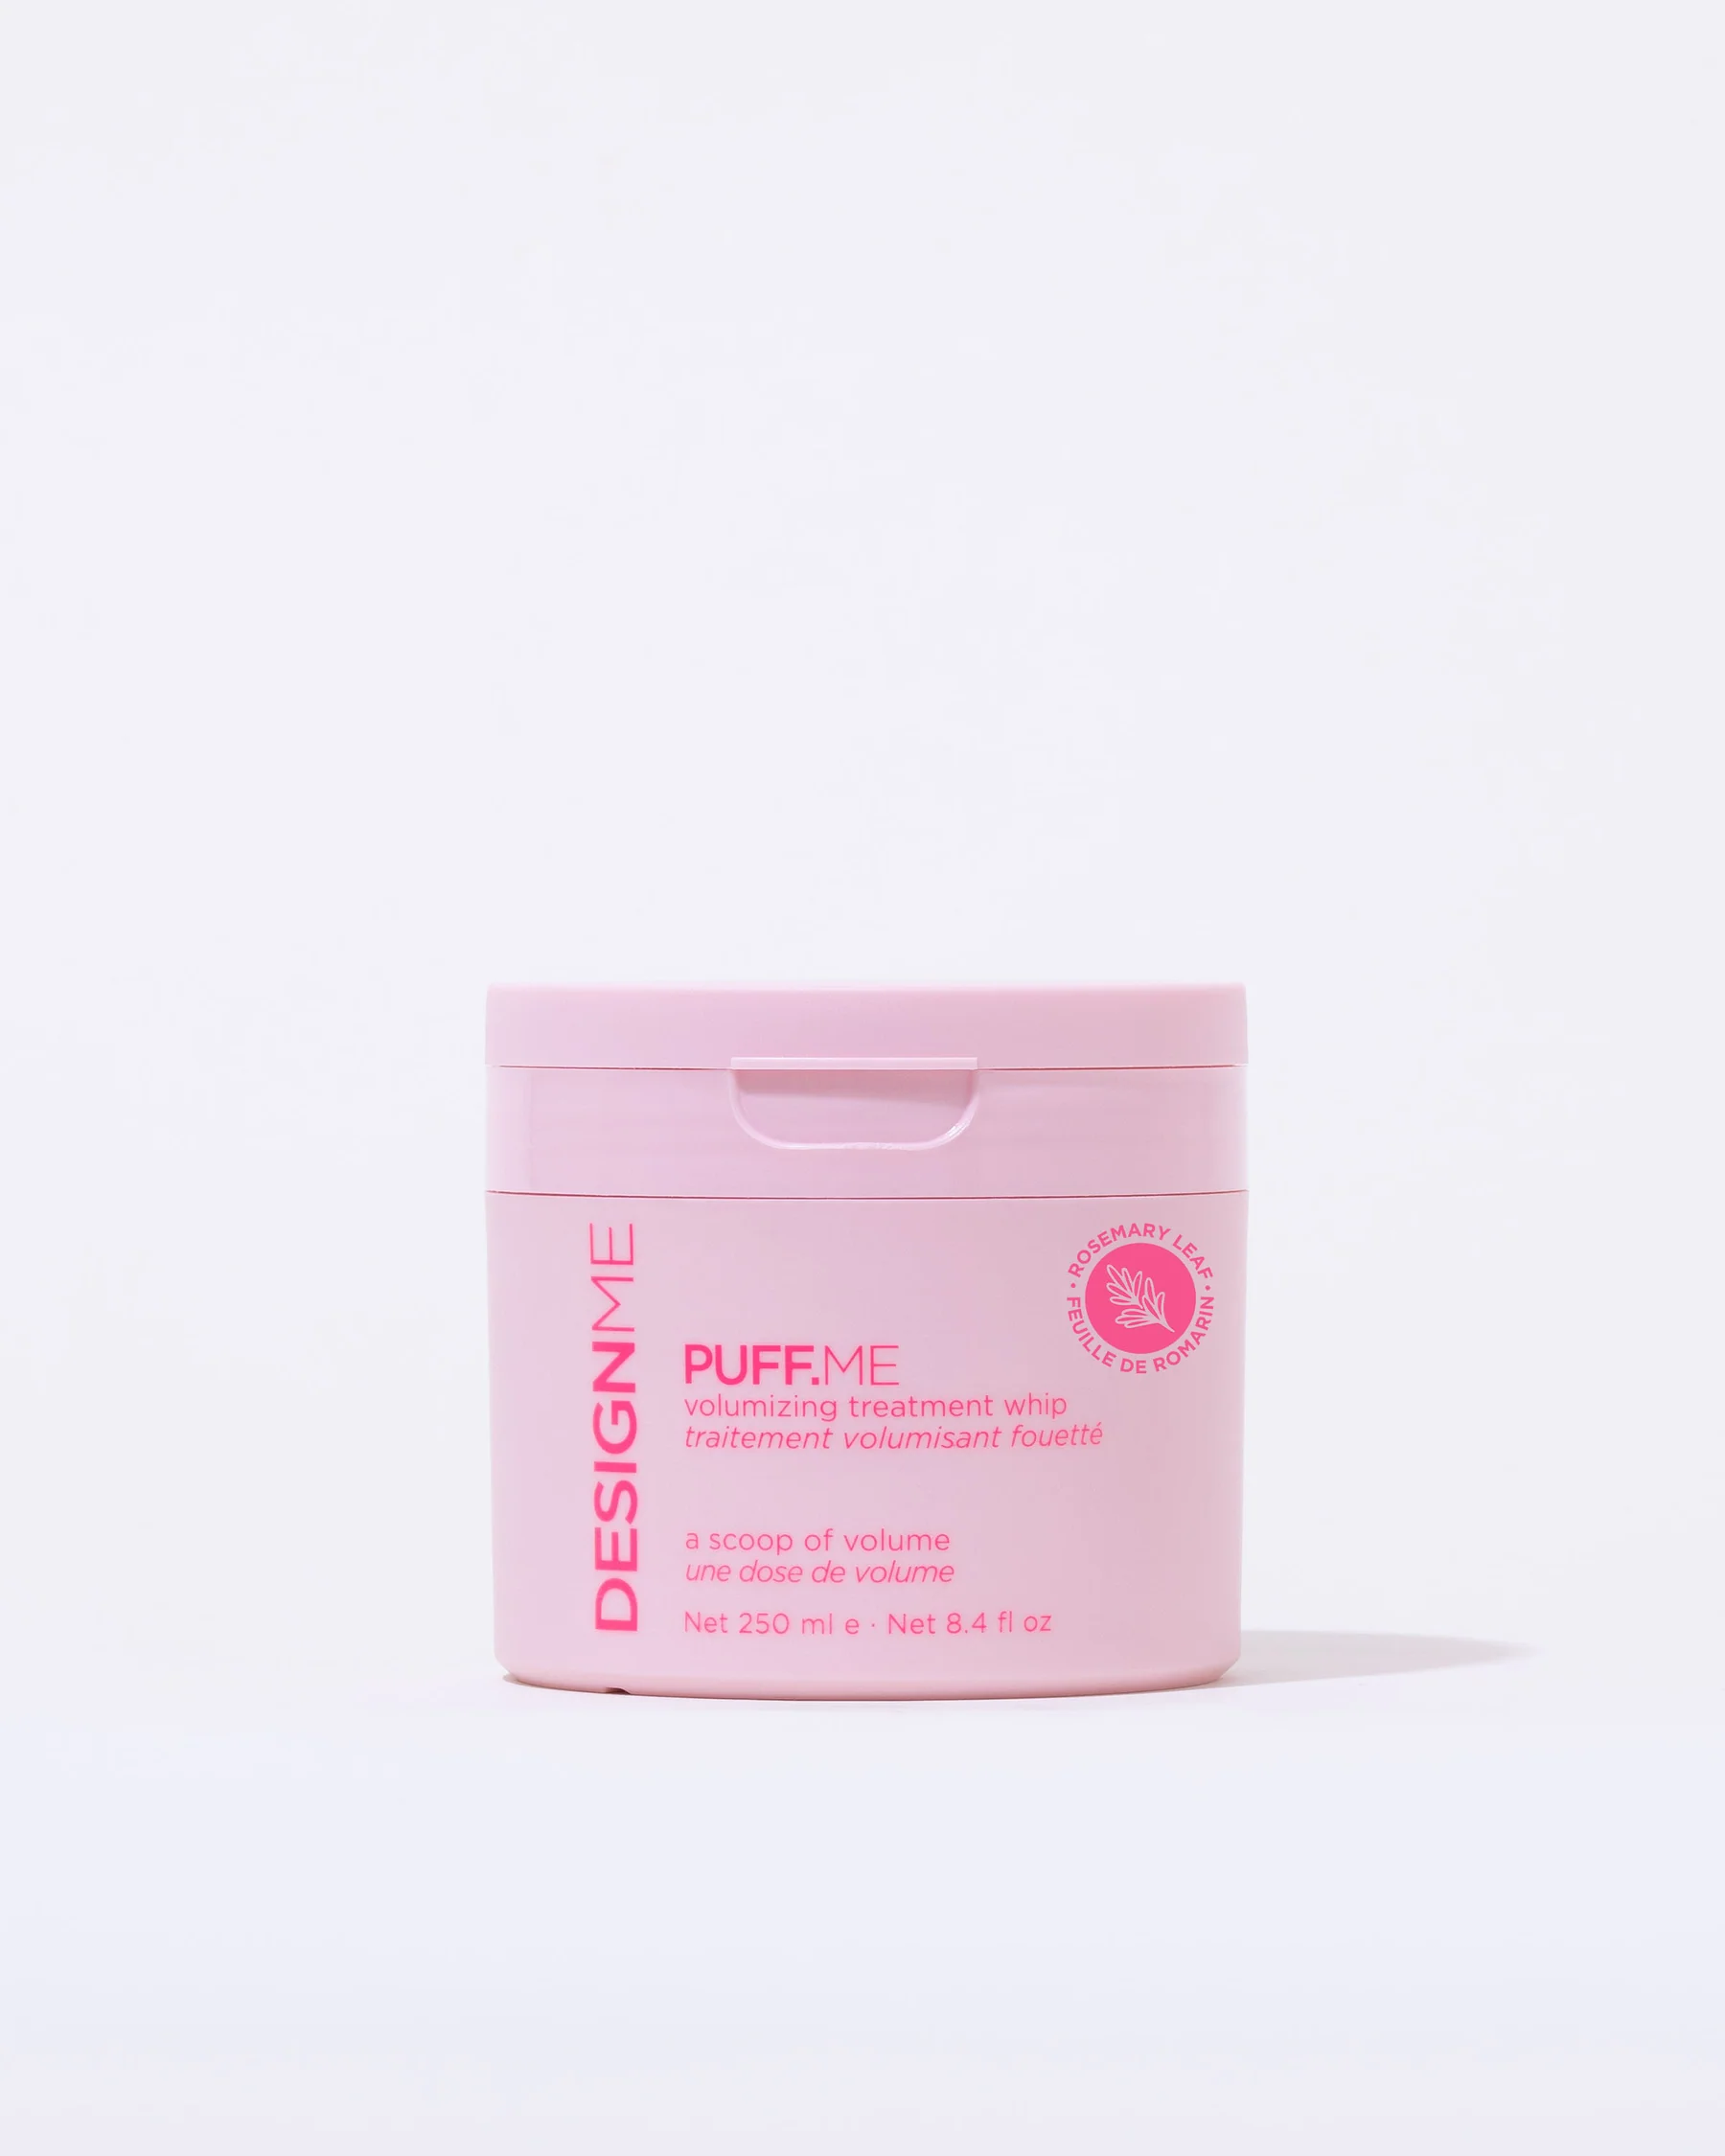 DESIGNME
ROSEMARY LEAF · FEUILLE DE ROMARIN ·
PUFF.ME
volumizing treatment whip
traitement volumisant fouetté
a scoop of volume
une dose de volume
Net 250 ml e · Net 8.4 fl oz